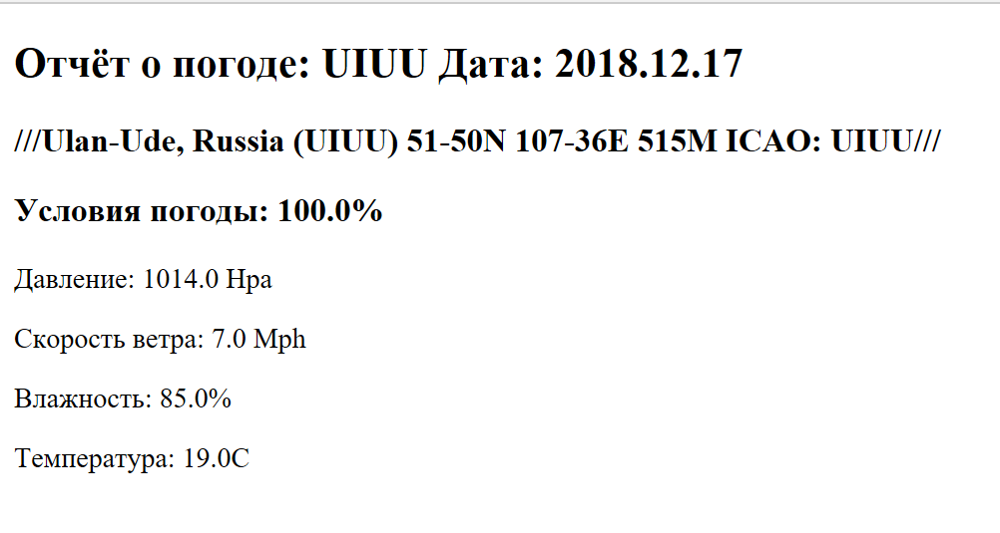 Отчёт о погоде: UIUU Дата: 2018.12.17
///Ulan-Ude, Russia (UIUU) 51-50N 107-36E 515M ICAO: UIUU///
Условия погоды: 100.0%
Давление: 1014.0 Hpa
Скорость ветра: 7.0 Mph
Влажность: 85.0%
Температура: 19.0C